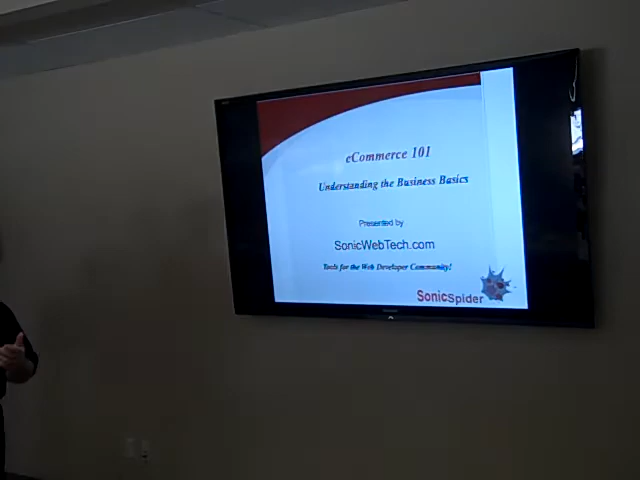 eCommerce 101
Understanding the Business Basics
Presented by
SonicWebTech.com
Tools for the Web Developer Community!
SonicSpider